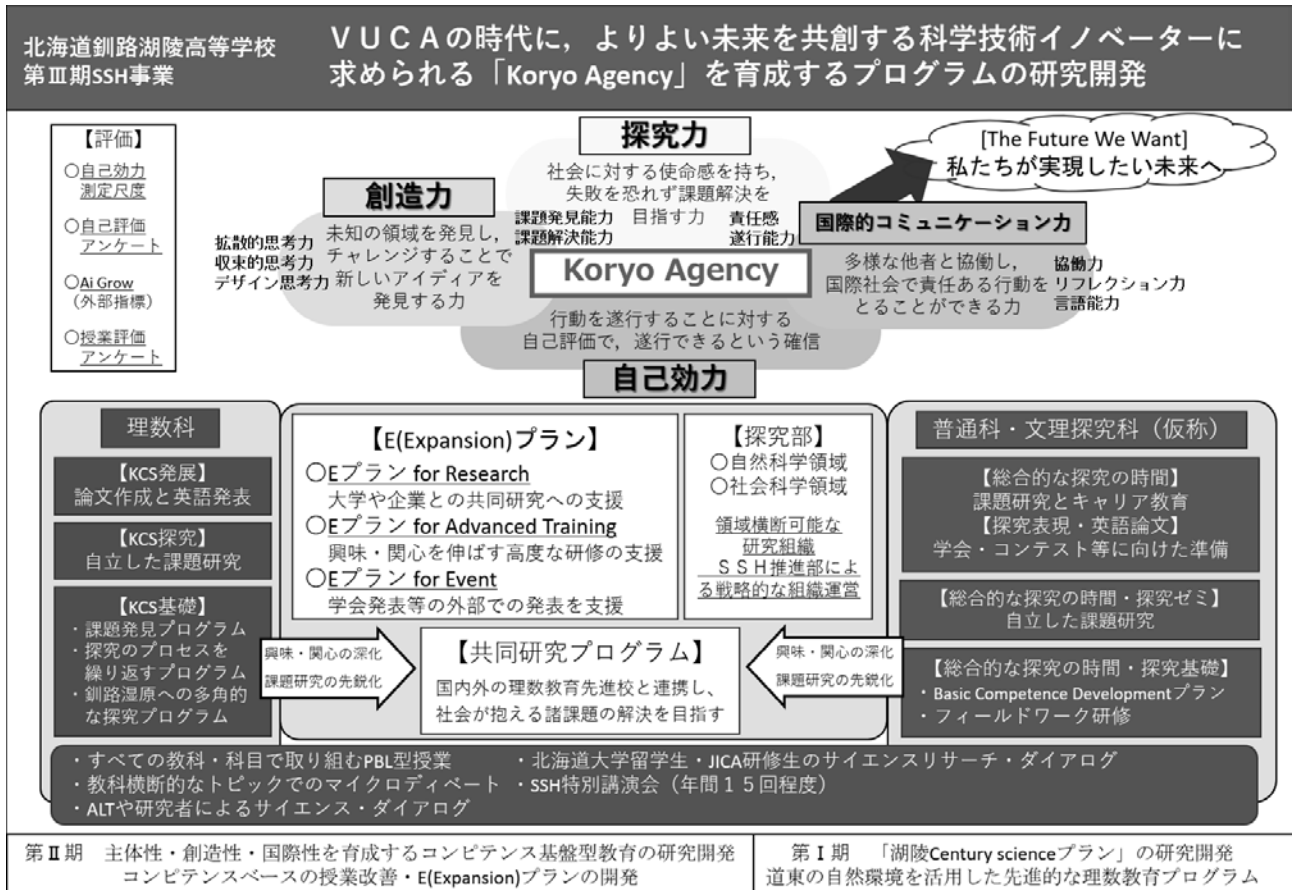 北海道釧路湖陵高等学校
第Ⅲ期SSH事業
ＶＵＣＡの時代に，よりよい未来を共創する科学技術イノベーターに
求められる「Koryo Agency」を育成するプログラムの研究開発
【評価】
○自己効力
測定尺度
○自己評価
アンケート
○Ai Grow
（外部指標）
○授業評価
アンケート
探究力
社会に対する使命感を持ち，
失敗を恐れず課題解決を
目指す力
課題発見能力
課題解決能力
責任感
遂行能力
[The Future We Want]
私たちが実現したい未来へ
創造力
未知の領域を発見し，
チャレンジすることで
新しいアイディアを
発見する力
拡散的思考力
収束的思考力
デザイン思考力
国際的コミュニケーション力
多様な他者と協働し，
国際社会で責任ある行動を
とることができる力
協働力
リフレクション力
言語能力
Koryo Agency
行動を遂行することに対する
自己評価で，遂行できるという確信
自己効力
理数科
【KCS発展】
論文作成と英語発表
【KCS探究】
自立した課題研究
【KCS基礎】
・課題発見プログラム
・探究のプロセスを
繰り返すプログラム
・釧路湿原への多角的
な探究プログラム
【E(Expansion)プラン】
○Eプラン for Research
大学や企業との共同研究への支援
○Eプラン for Advanced Training
興味・関心を伸ばす高度な研修の支援
○Eプラン for Event
学会発表等の外部での発表を支援
【探究部】
○自然科学領域
○社会科学領域
領域横断可能な
研究組織
ＳＳＨ推進部によ
る戦略的な組織運営
興味・関心の深化
課題研究の先鋭化
【共同研究プログラム】
国内外の理数教育先進校と連携し、
社会が抱える諸課題の解決を目指す
興味・関心の深化
課題研究の先鋭化
普通科・文理探究科（仮称）
【総合的な探究の時間】
課題研究とキャリア教育
【探究表現・英語論文】
学会・コンテスト等に向けた準備
【総合的な探究の時間・探究ゼミ】
自立した課題研究
【総合的な探究の時間・探究基礎】
・Basic Competence Developmentプラン
・フィールドワーク研修
・すべての教科・科目で取り組むPBL型授業
・教科横断的なトピックでのマイクロディベート
・ALTや研究者によるサイエンス・ダイアログ
・北海道大学留学生・JICA研修生のサイエンスリサーチ・ダイアログ
・SSH特別講演会（年間１５回程度）
第Ⅱ期　主体性・創造性・国際性を育成するコンピテンス基盤型教育の研究開発
コンピテンスベースの授業改善・E(Expansion)プランの開発
第Ⅰ期　「湖陵Century scienceプラン」の研究開発
道東の自然環境を活用した先進的な理数教育プログラム